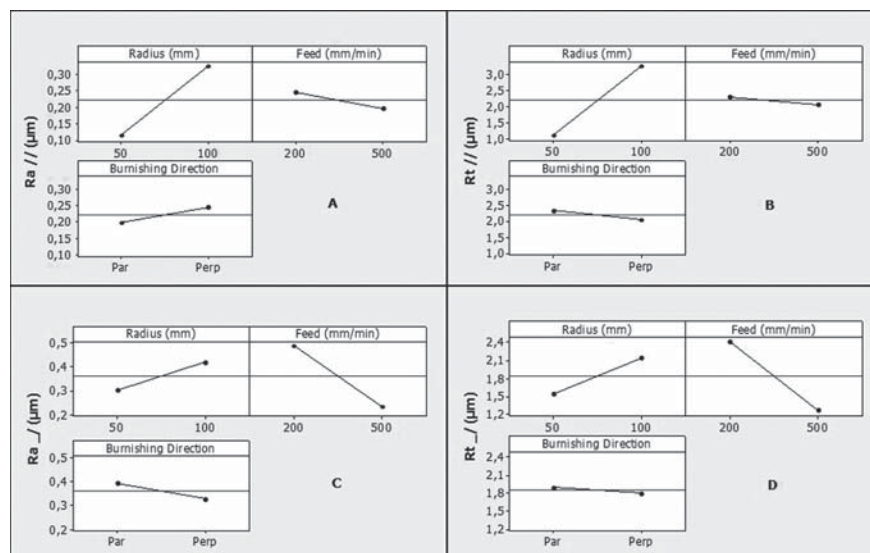 Radius (mm) Feed (mm/min)
0,30
0,25
0,20
0,15
0,10
50 100 200 500
Burnishing Direction
0,30
0,25
0,20
0,15
0,10
Par Perp
Ra // (µm)
A
Radius (mm) Feed (mm/min)
3,0
2,5
2,0
1,5
1,0
50 100 200 500
Burnishing Direction
3,0
2,5
2,0
1,5
1,0
Par Perp
Rt // (µm)
B
Radius (mm) Feed (mm/min)
0,5
0,4
0,3
0,2
50 100 200 500
Burnishing Direction
0,5
0,4
0,3
0,2
Par Perp
Ra _/ (µm)
C
Radius (mm) Feed (mm/min)
2,4
2,1
1,8
1,5
1,2
50 100 200 500
Burnishing Direction
2,4
2,1
1,8
1,5
1,2
Par Perp
Rt _/ (µm)
D